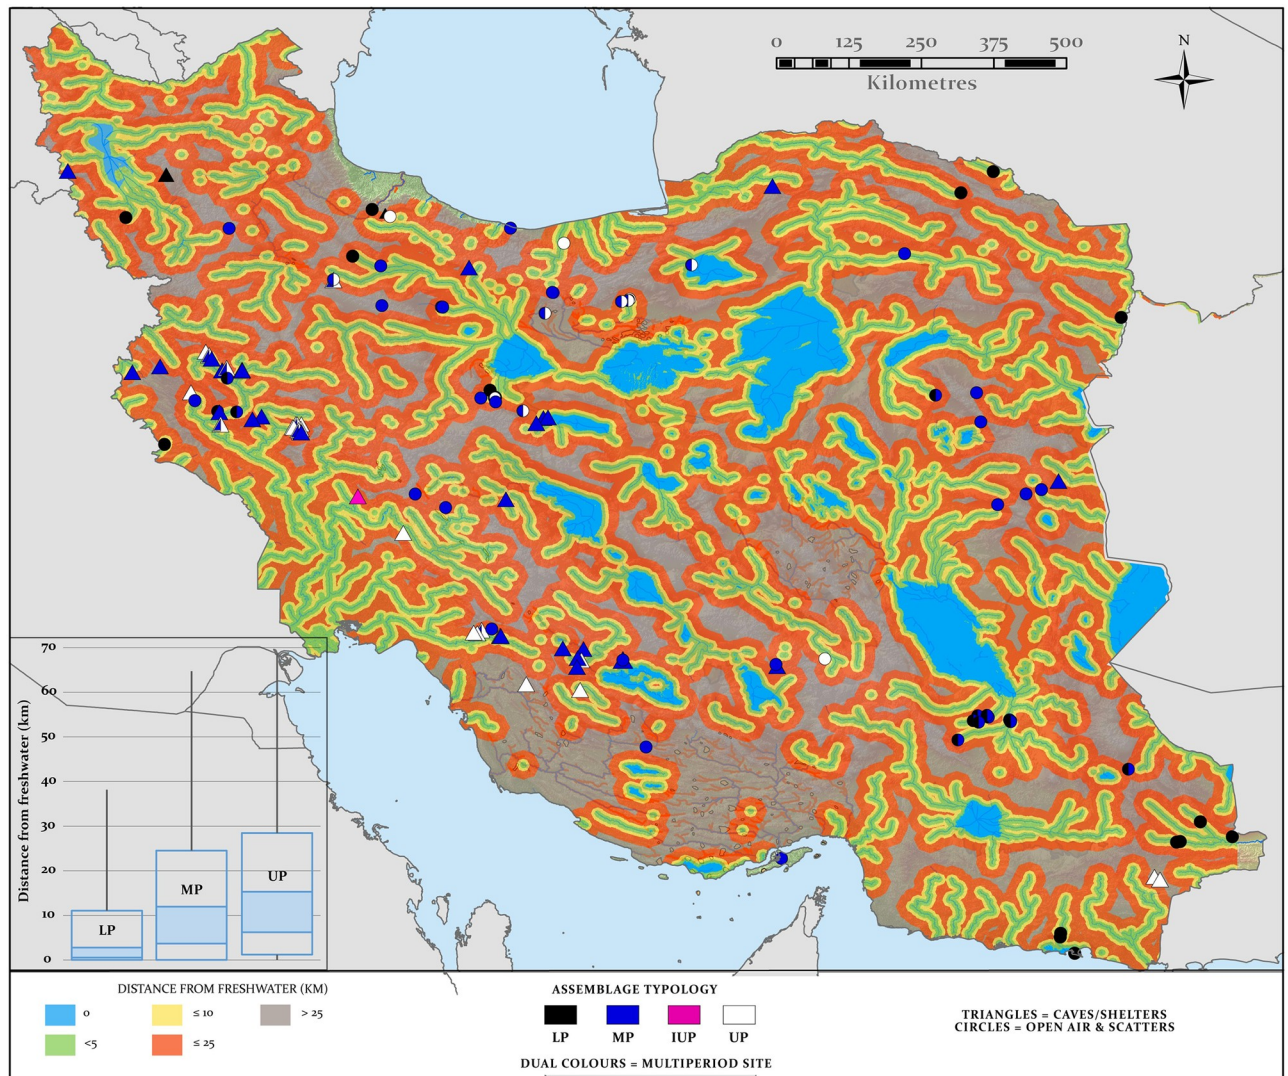 0 125 250 375 500
Kilometres
N
70
60
50
40
30
20
10
0
Distance from freshwater (km)
LP
MP
UP
DISTANCE FROM FRESHWATER (KM)
0 ≤ 10 > 25
<5 ≤ 25
ASSEMBLAGE TYPOLOGY
LP MP IUP UP
DUAL COLOURS = MULTIPERIOD SITE
TRIANGLES = CAVES/SHELTERS
CIRCLES = OPEN AIR & SCATTERS